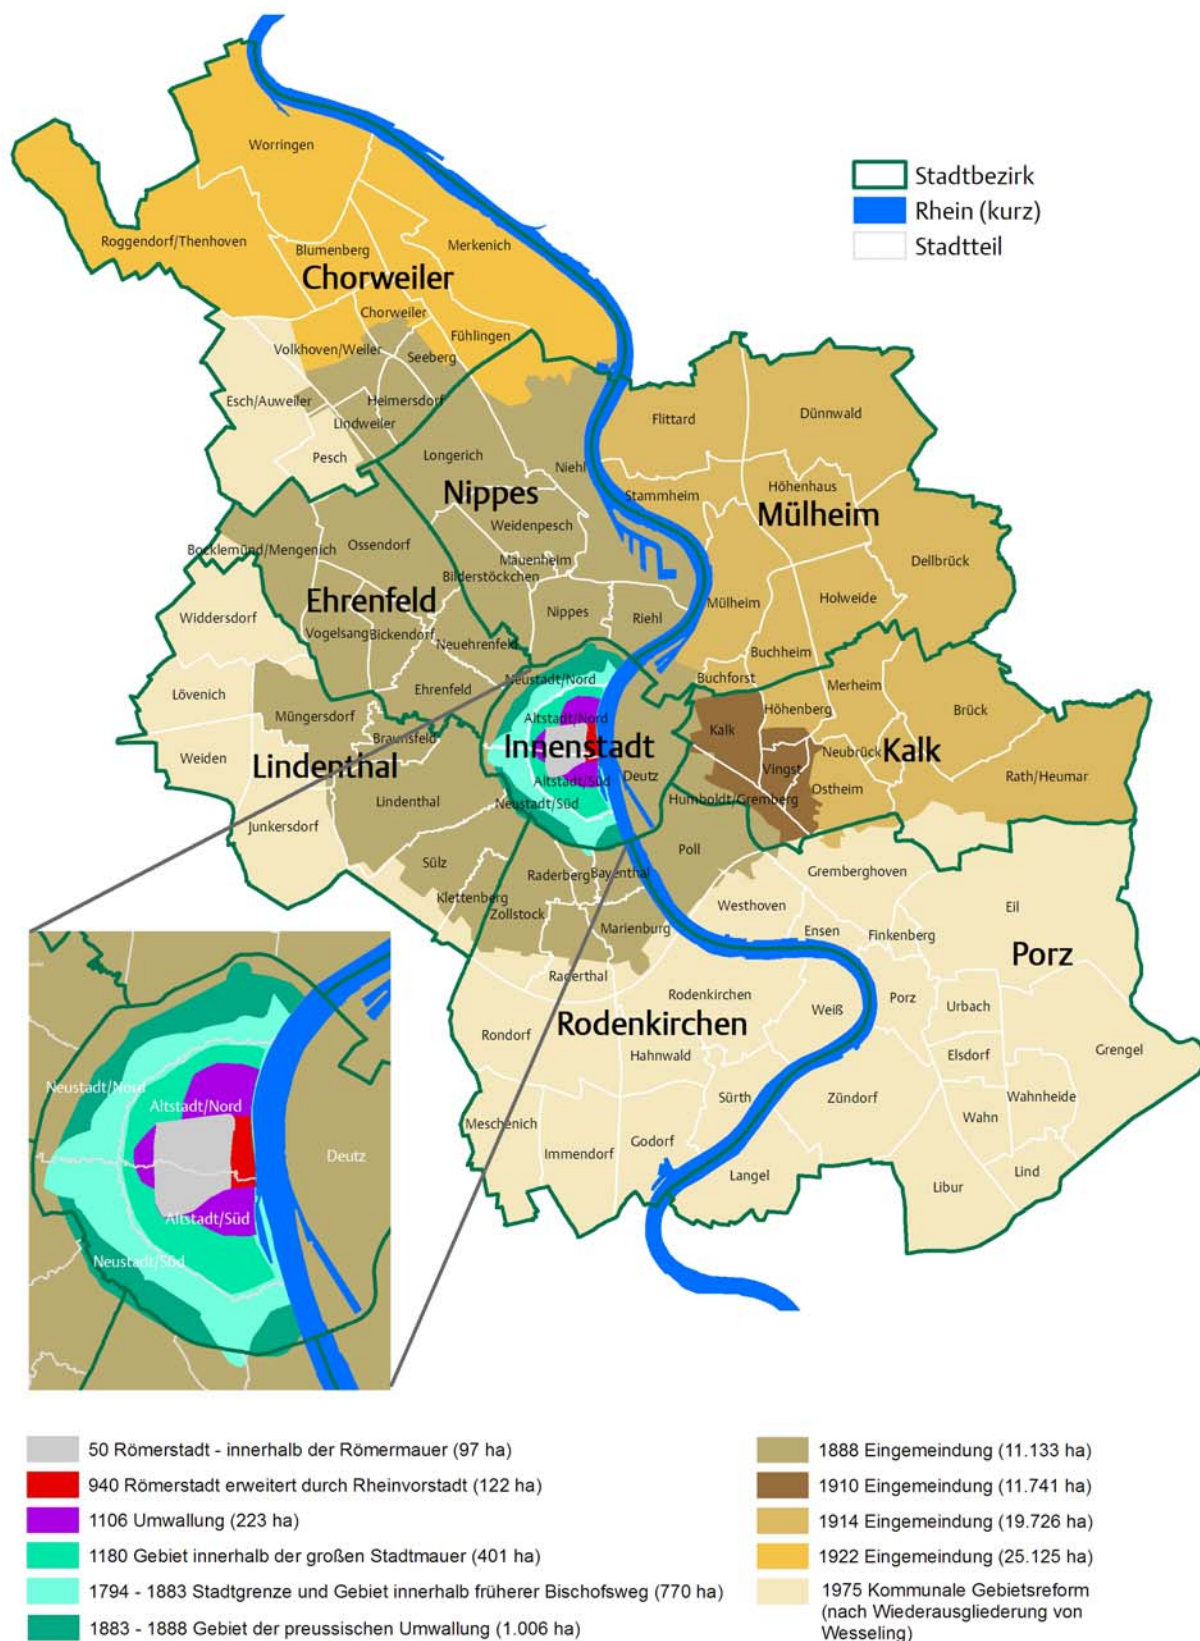 Stadtbezirk
Rhein (kurz)
Stadtteil
Worringen
Roggendorf/Thenhoven
Blumenberg
Merkenich
Chorweiler
Chorweiler
Fühlingen
Volkhoven/Weiler
Seeberg
Esch/Auweiler
Heimersdorf
Lindweiler
Pesch
Longerich
Niehl
Nippes
Weidenpesch
Mauenheim
Bilderstöckchen
Nippes
Riehl
Flittard
Dünnwald
Stammheim
Höhenhaus
Mülheim
Dellbrück
Mülheim
Holweide
Buchheim
Buchforst
Bocklemünd/Mengenich
Ossendorf
Ehrenfeld
Vogelsang
Bickendorf
Neuehrenfeld
Ehrenfeld
Widdersdorf
Lövenich
Müngersdorf
Braunsfeld
Weiden
Lindenthal
Lindenthal
Junkersdorf
Sülz
Klettenberg
Neustadt/Nord
Altstadt/Nord
Innenstadt
Altstadt/Süd
Deutz
Neustadt/Süd
Merheim
Höhenberg
Brück
Kalk
Neubrück
Kalk
Vingst
Ostheim
Rath/Heumar
Humboldt/Gremberg
Poll
Raderberg
Bayenthal
Zollstock
Marienburg
Raderthal
Rodenkirchen
Rodenkirchen
Weiß
Rondorf
Hahnwald
Sürth
Meschenich
Immendorf
Godorf
Gremberghoven
Westhoven
Ensen
Finkenberg
Eil
Porz
Porz
Urbach
Elsdorf
Grengel
Zündorf
Wahnheide
Wahn
Lind
Langel
Libur
Neustadt/Nord
Altstadt/Nord
Deutz
Altstadt/Süd
Neustadt/Süd
50 Römerstadt - innerhalb der Römermauer (97 ha)
940 Römerstadt erweitert durch Rheinvorstadt (122 ha)
1106 Umwallung (223 ha)
1180 Gebiet innerhalb der großen Stadtmauer (401 ha)
1794 - 1883 Stadtgrenze und Gebiet innerhalb früherer Bischofsweg (770 ha)
1883 - 1888 Gebiet der preussischen Umwallung (1.006 ha)
1888 Eingemeindung (11.133 ha)
1910 Eingemeindung (11.741 ha)
1914 Eingemeindung (19.726 ha)
1922 Eingemeindung (25.125 ha)
1975 Kommunale Gebietsreform
(nach Wiederausgliederung von
Wesseling)